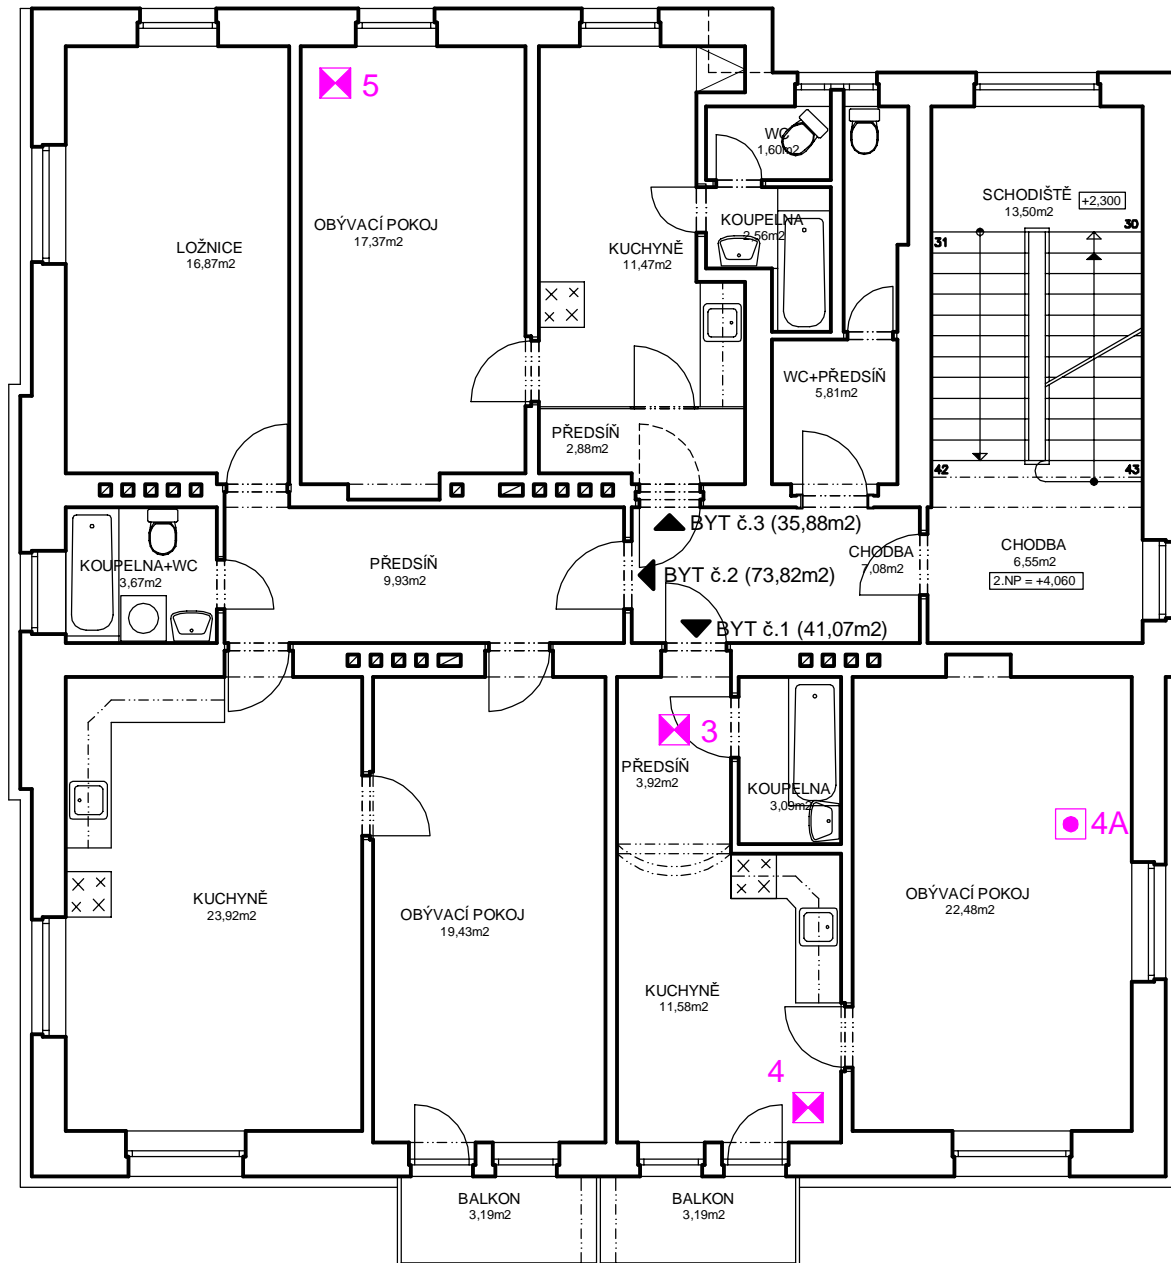 5
WC
1,60m2
SCHODIŠTĚ
13,50m2
+2,300
OBÝVACÍ POKOJ
17,37m2
KOUPELNA
2,56m2
LOŽNICE
16,87m2
KUCHYNĚ
11,47m2
31
30
WC+PŘEDSÍŇ
5,81m2
PŘEDSÍŇ
2,88m2
42
43
BYT č.3 (35,88m2)
KOUPELNA+WC
3,67m2
PŘEDSÍŇ
9,93m2
CHODBA
7,08m2
CHODBA
6,55m2
2.NP = +4,060
BYT č.2 (73,82m2)
BYT č.1 (41,07m2)
3
PŘEDSÍŇ
3,92m2
KOUPELNA
3,09m2
4A
KUCHYNĚ
23,92m2
OBÝVACÍ POKOJ
19,43m2
OBÝVACÍ POKOJ
22,48m2
KUCHYNĚ
11,58m2
4
BALKON
3,19m2
BALKON
3,19m2